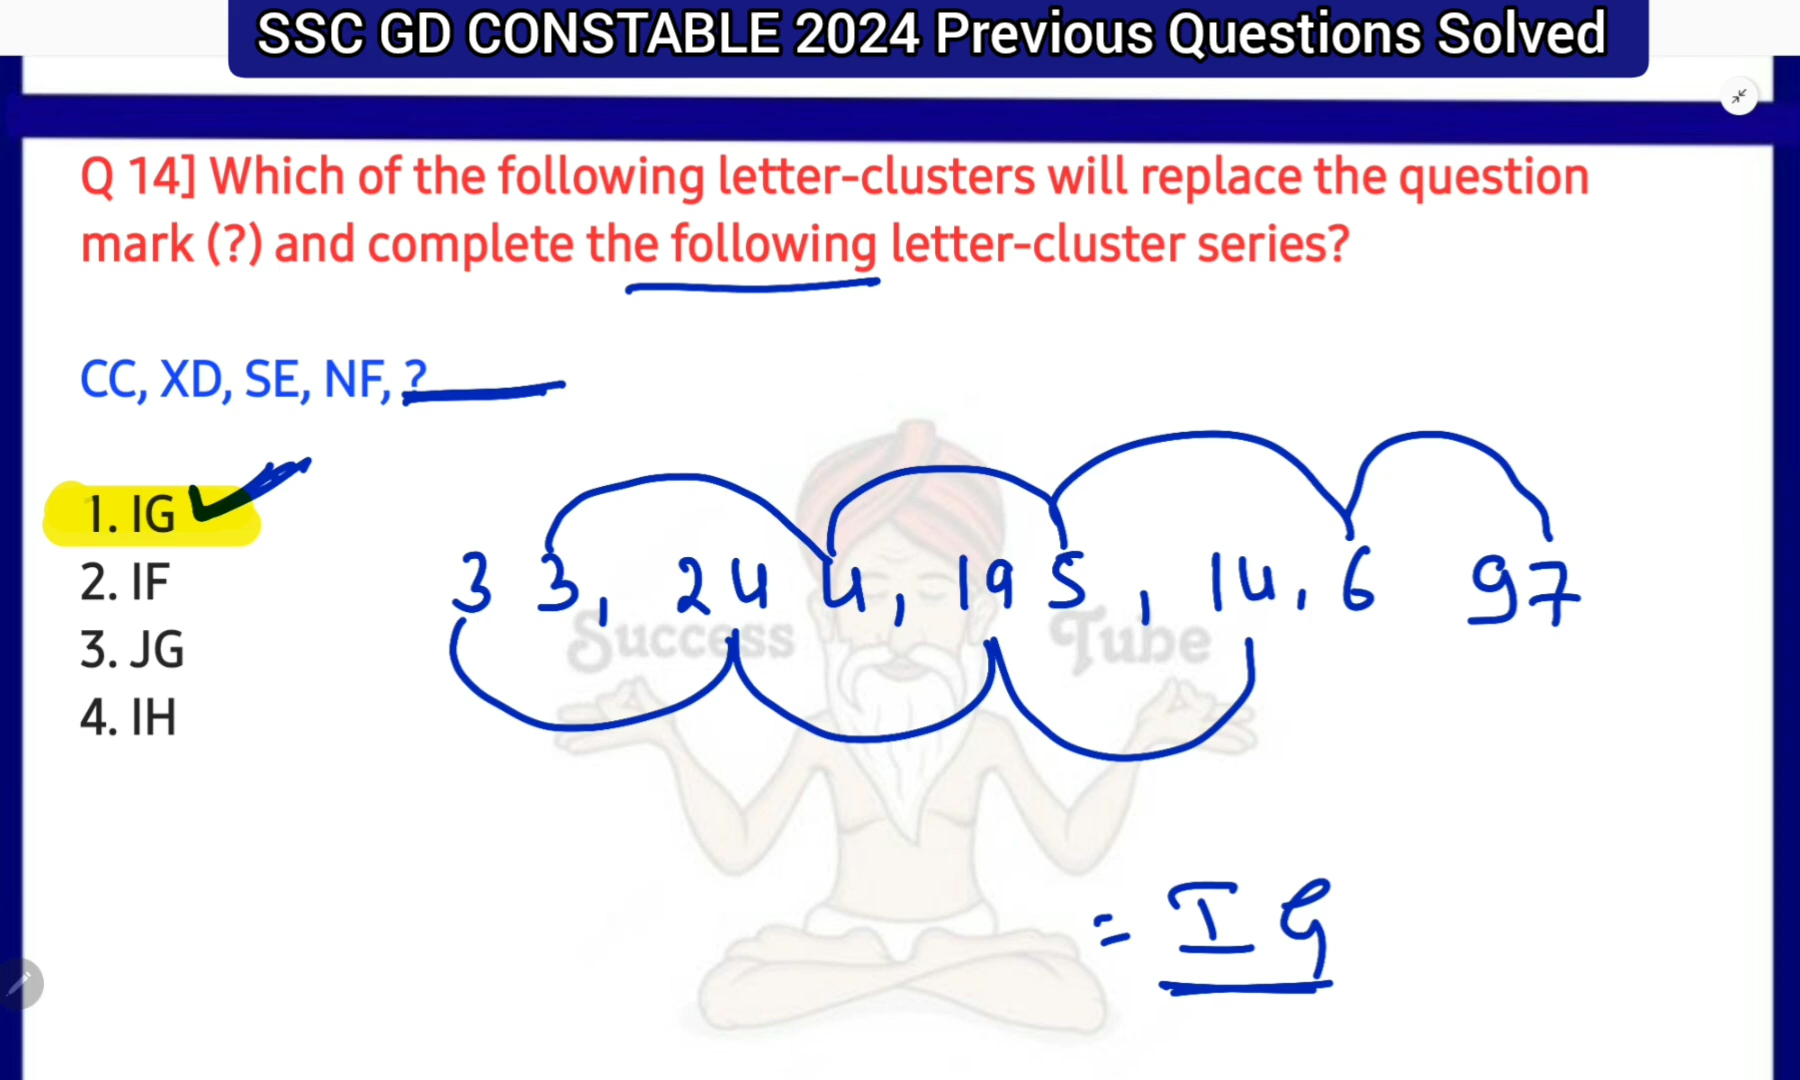 SSC GD CONSTABLE 2024 Previous Questions Solved
Q 14] Which of the following letter-clusters will replace the question
mark (?) and complete the following letter-cluster series?
CC, XD, SE, NF, ?
1. IG
2. IF
3. JG
4. IH
3 3, 24 4, 19 5, 14, 6 97
Success Tube
= I G